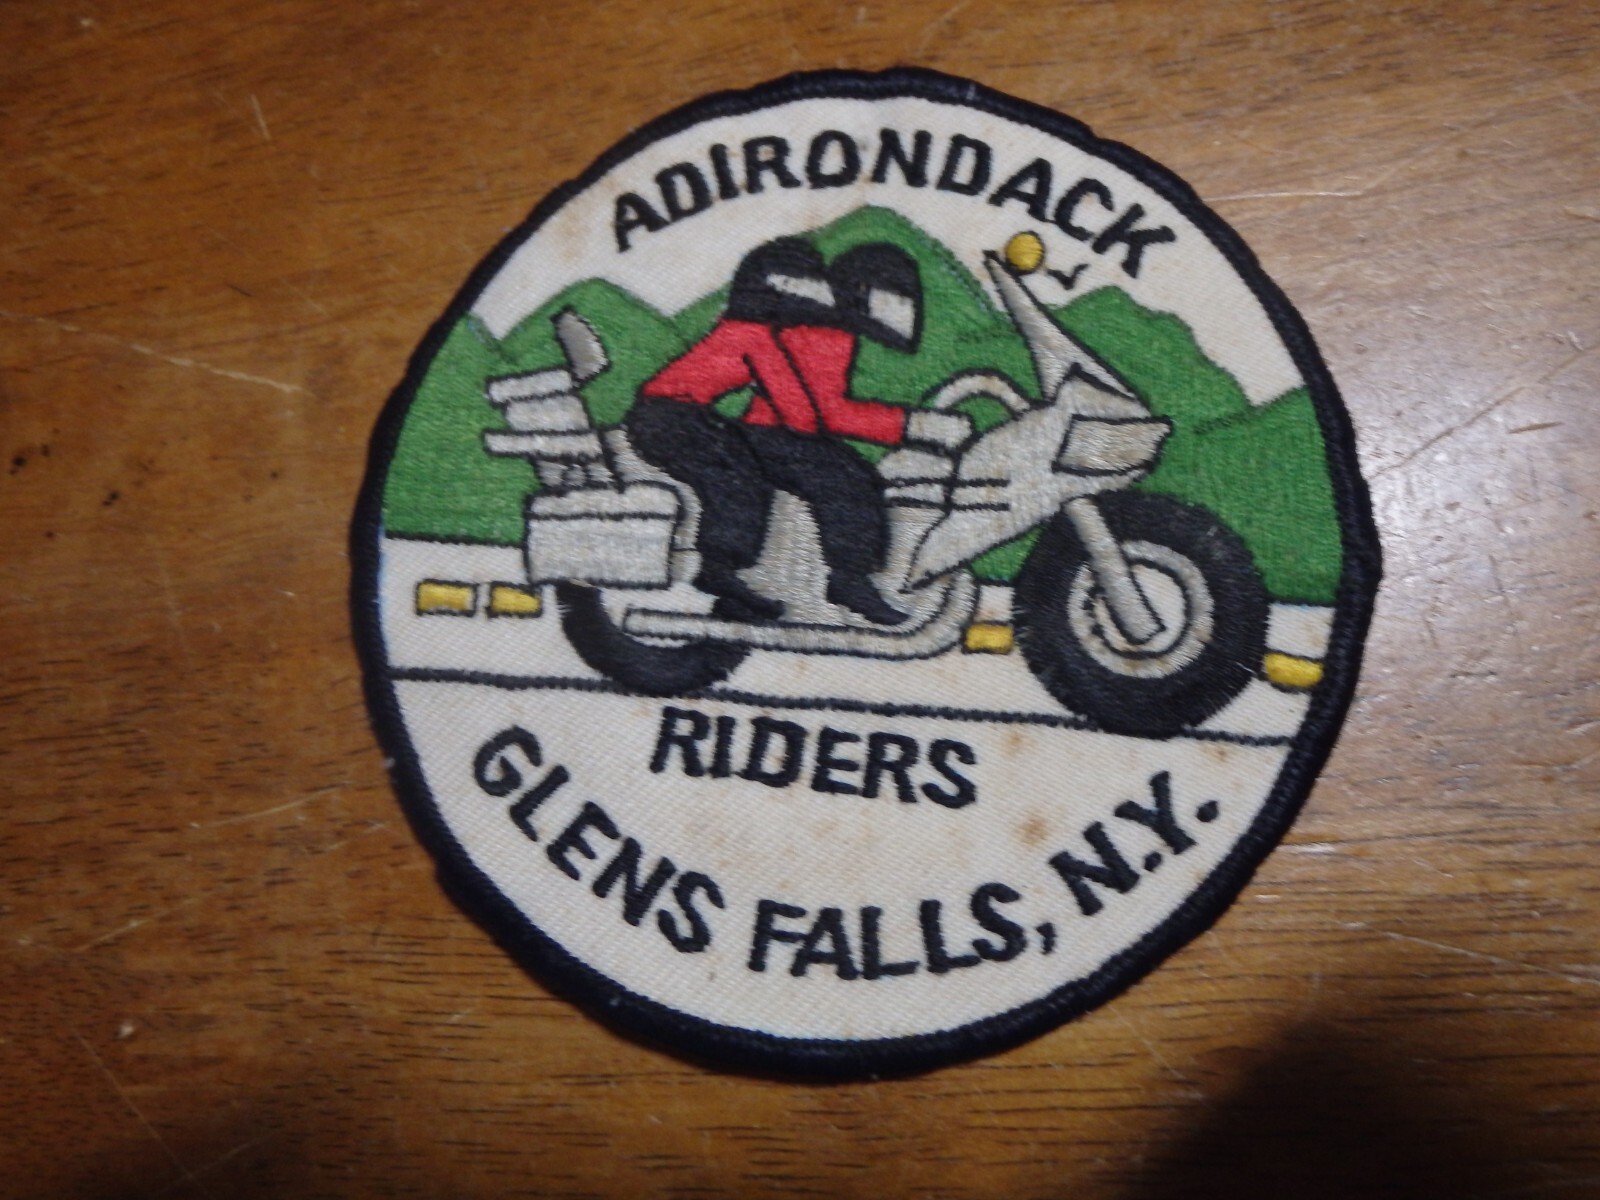 ADIRONDACK
RIDERS
GLENS FALLS, N.Y.